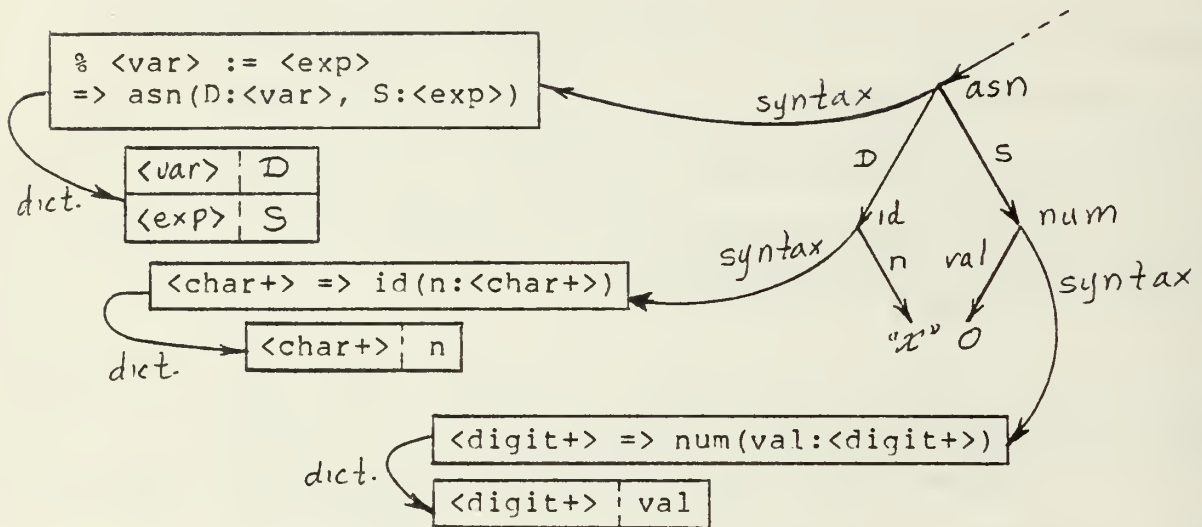 % <var> := <exp>
=> asn(D:<var>, S:<exp>)
syntax
asn
D
S
dict.
<var> D
<exp> S
id
num
syntax
n
val
syntax
<char+> => id(n:<char+>)
"x"
0
dict.
<char+> n
<digit+> => num(val:<digit+>)
dict.
<digit+> val